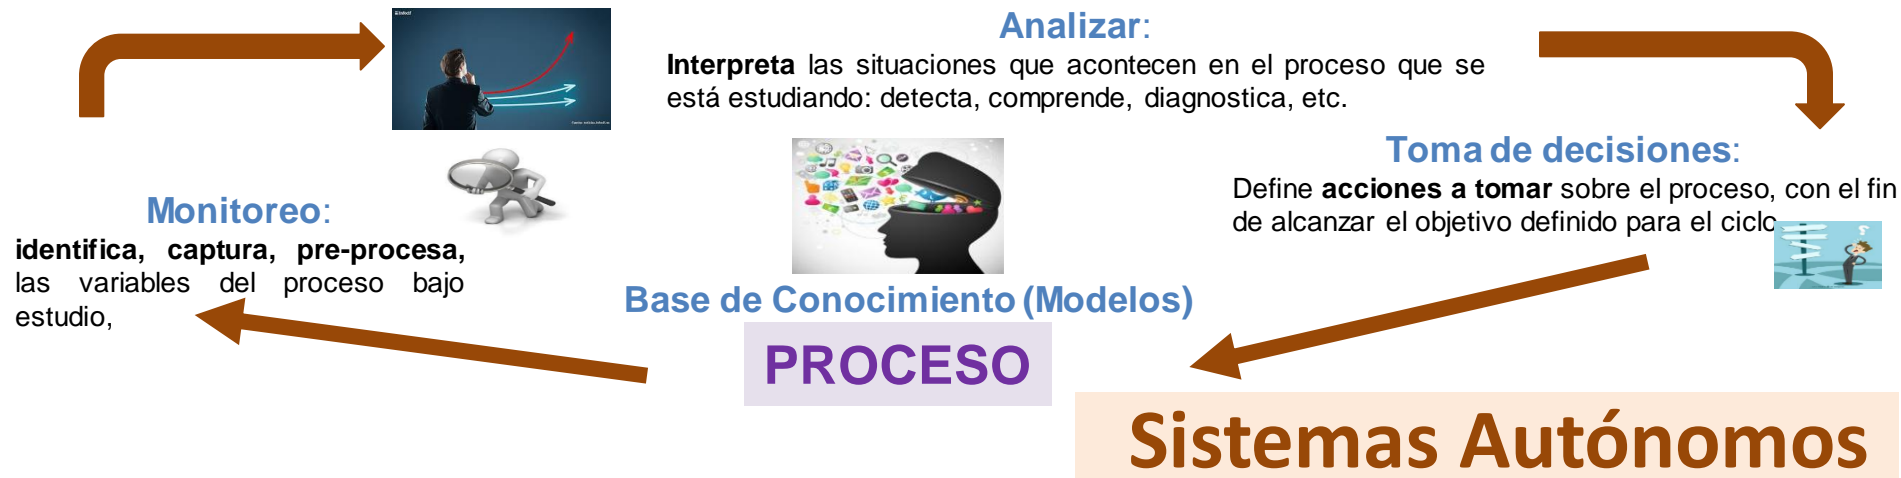 Analizar:
Interpreta las situaciones que acontecen en el proceso que se
está estudiando: detecta, comprende, diagnostica, etc.
Toma de decisiones:
Define acciones a tomar sobre el proceso, con el fin
de alcanzar el objetivo definido para el ciclo
Monitoreo:
identifica, captura, pre-procesa,
las variables del proceso bajo
estudio,
Base de Conocimiento (Modelos)
PROCESO
Sistemas Autónomos